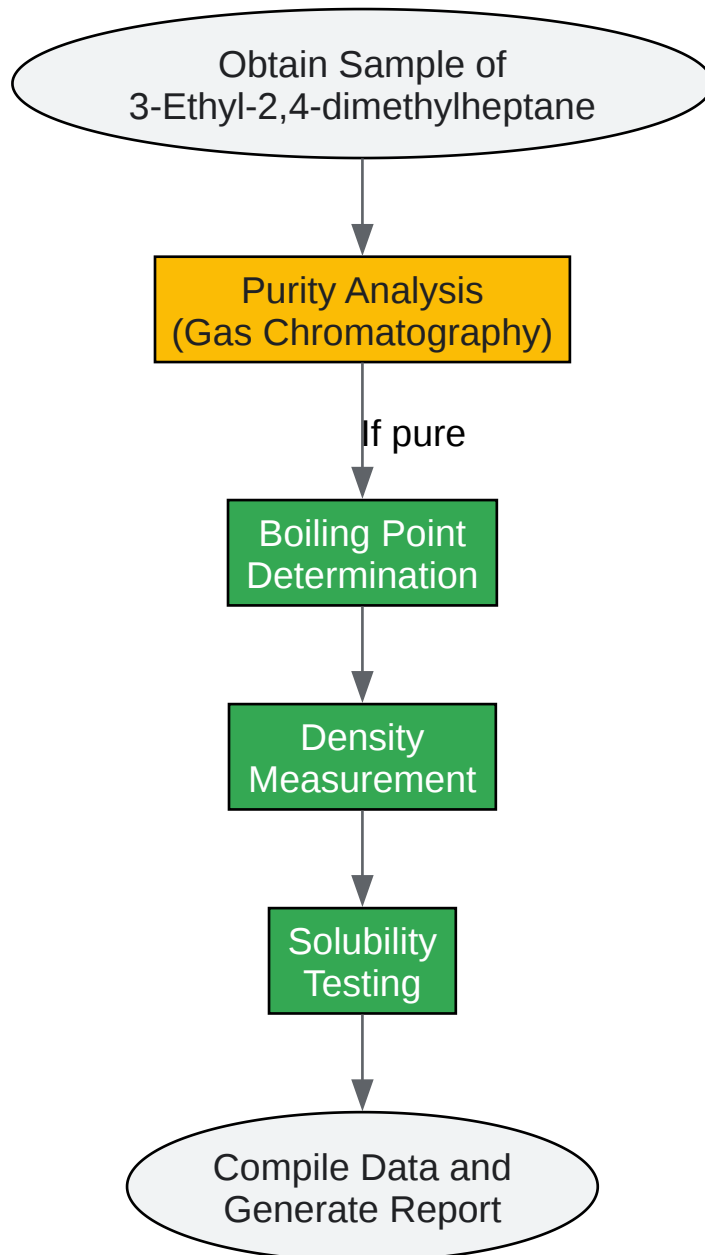 Obtain Sample of
3-Ethyl-2,4-dimethylheptane
Purity Analysis
(Gas Chromatography)
If pure
Boiling Point
Determination
Density
Measurement
Solubility
Testing
Compile Data and
Generate Report